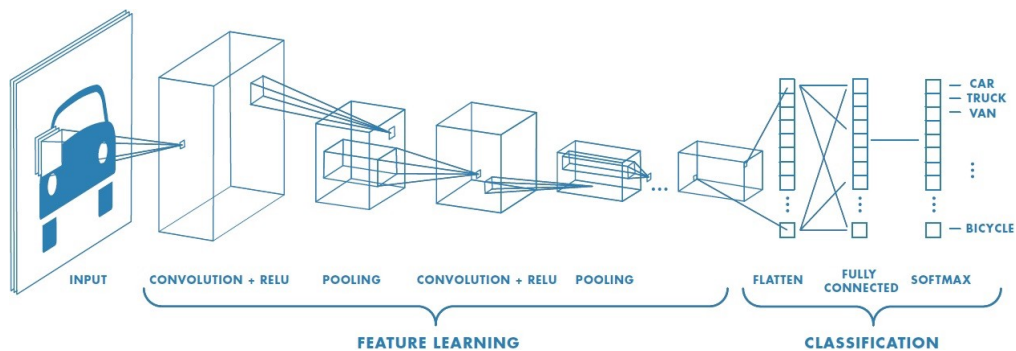 CAR
TRUCK
VAN
BICYCLE
INPUT
CONVOLUTION + RELU
POOLING
CONVOLUTION + RELU
POOLING
FLATTEN
FULLY
CONNECTED
SOFTMAX
FEATURE LEARNING
CLASSIFICATION